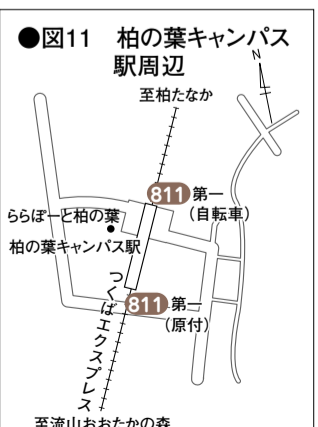 ●図11 柏の葉キャンパス
駅周辺
N
至柏たなか
811 第一
(自転車)
ららぽーと柏の葉
柏の葉キャンパス駅
811 第一
(原付)
つくばエクスプレス
至流山おおたかの森